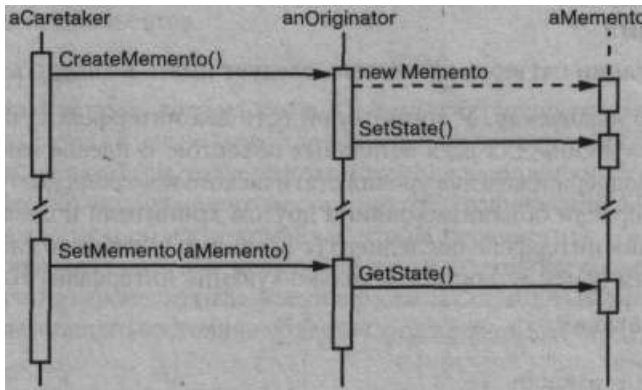 aCaretaker anOriginator aMemento
CreateMemento()
new Memento
SetState()
SetMemento(aMemento)
GetState()